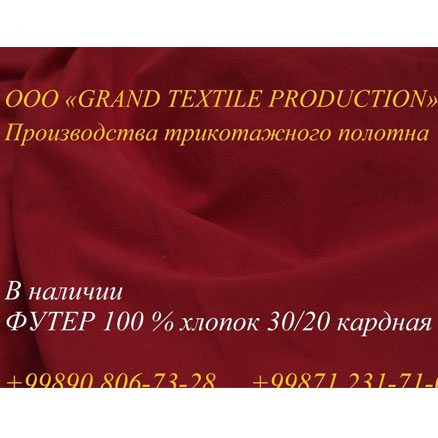 ООО «GRAND TEXTILE PRODUCTION»
Производства трикотажного полотна
В наличии
ФУТЕР 100 % хлопок 30/20 кардная
+99890 806-73-28 +99871 231-71-